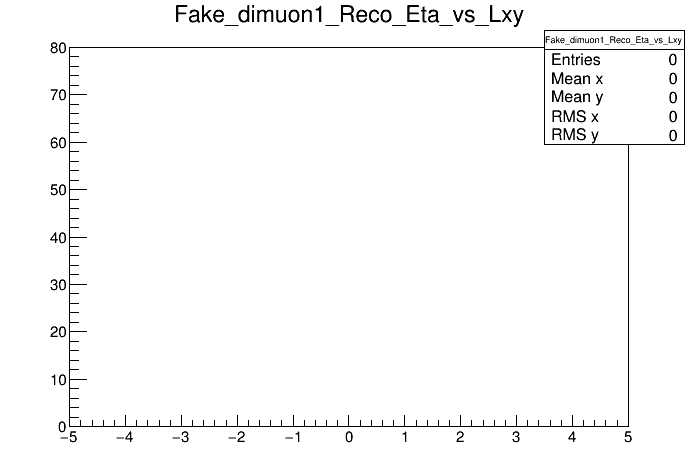 Fake_dimuon1_Reco_Eta_vs_Lxy
Fake_dimuon1_Reco_Eta_vs_Lxy
Entries 0
Mean x 0
Mean y 0
RMS x 0
RMS y 0
80
70
60
50
40
30
20
10
0
−5 −4 −3 −2 −1 0 1 2 3 4 5